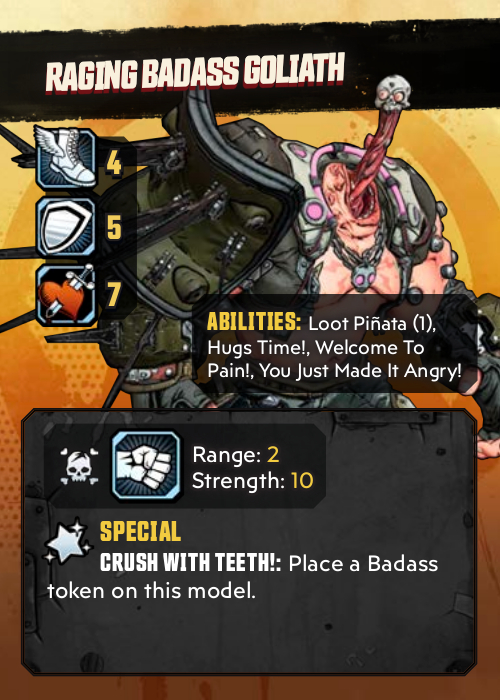 RAGING BADASS GOLIATH
4
5
7
ABILITIES: Loot Piñata (1),
Hugs Time!, Welcome To
Pain!, You Just Made It Angry!
Range: 2
Strength: 10
SPECIAL
CRUSH WITH TEETH!: Place a Badass
token on this model.